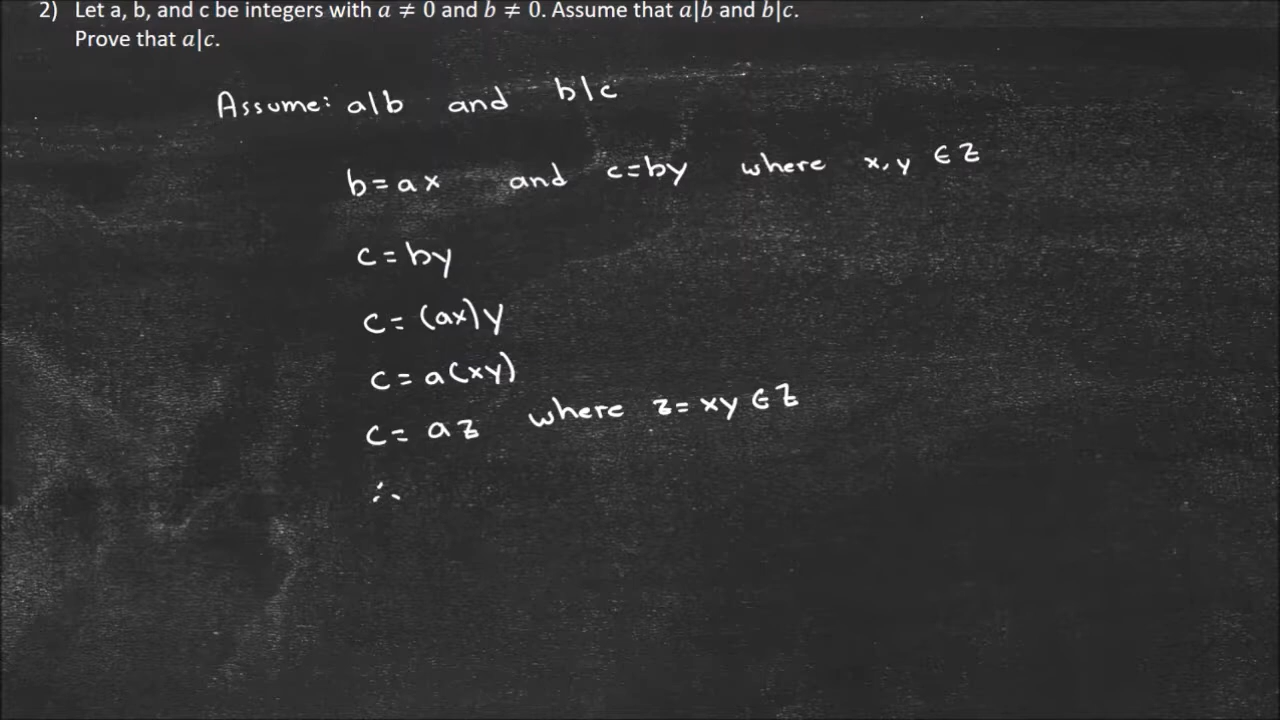 2) Let a, b, and c be integers with a ≠ 0 and b ≠ 0. Assume that a|b and b|c.
Prove that a|c.
Assume: a|b and b|c
b = ax and c=by where x, y ∈ Z
c = by
c = (ax)y
c = a(xy)
c = az where z = xy ∈ Z
∴